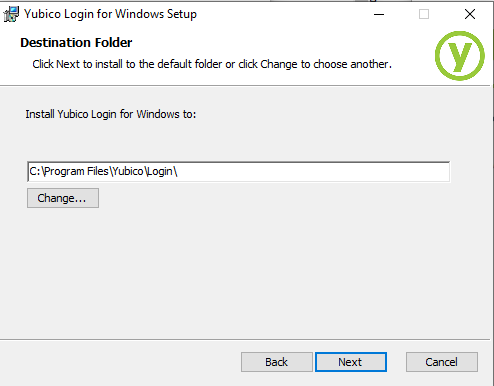 Yubico Login for Windows Setup
Destination Folder
Click Next to install to the default folder or click Change to choose another.
y
Install Yubico Login for Windows to:
C:\Program Files\Yubico\Login\
Change...
Back
Next
Cancel